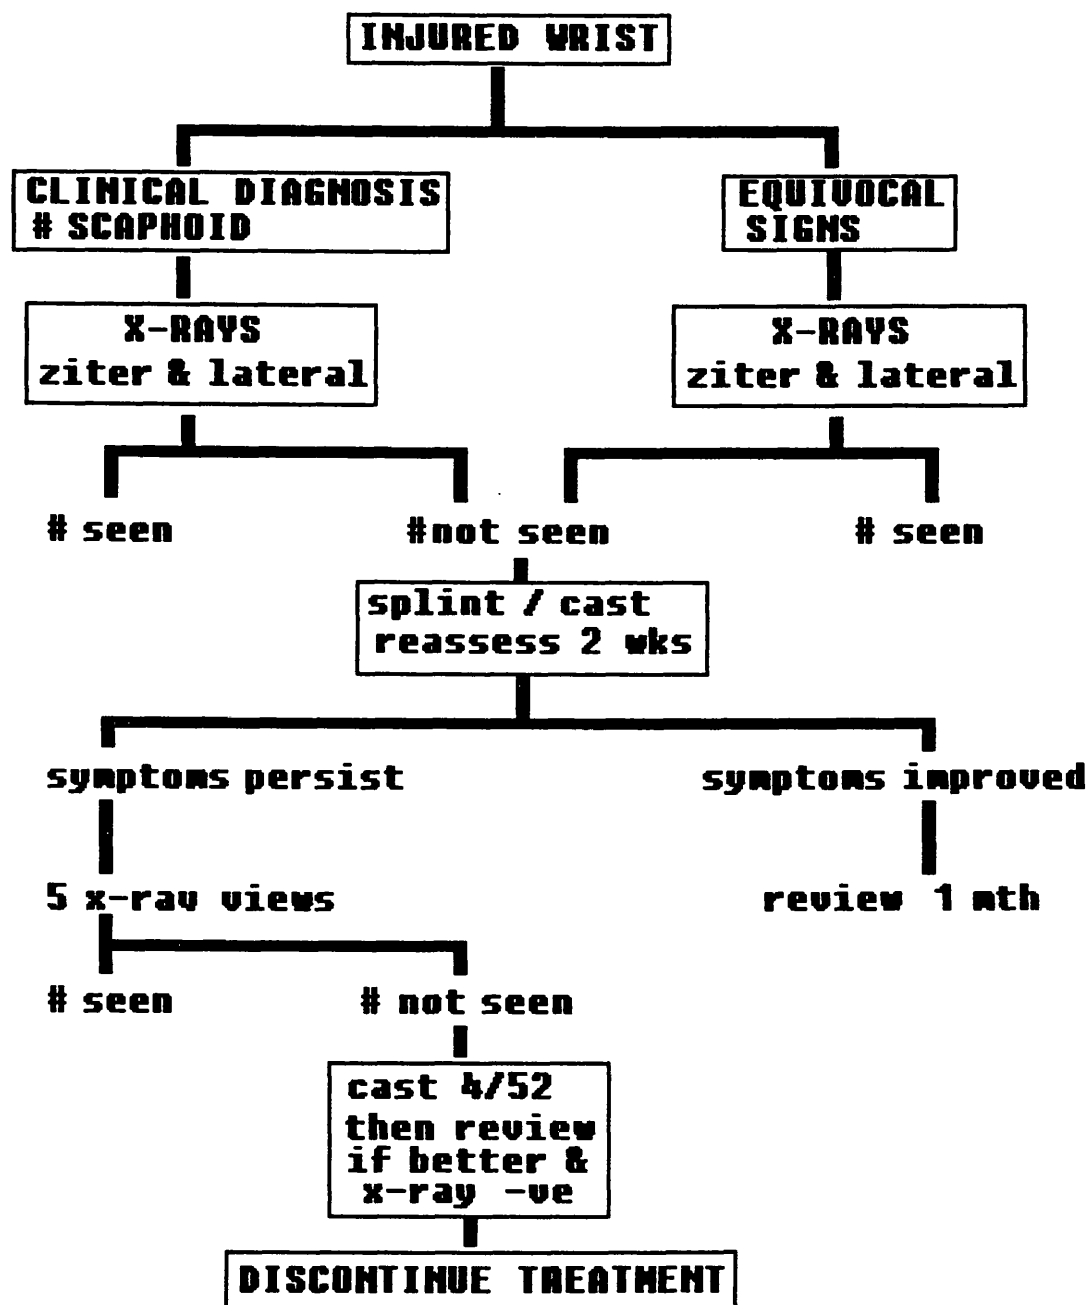 INJURED WRIST
CLINICAL DIAGNOSIS
# SCAPHOID
EQUIVOCAL
SIGNS
X-RAYS
ziter & lateral
X-RAYS
ziter & lateral
# seen
#not seen
# seen
splint / cast
reassess 2 wks
symptoms persist
symptoms improved
5 x-ray views
review 1 mth
# seen
# not seen
cast 4/52
then review
if better &
x-ray -ve
DISCONTINUE TREATMENT